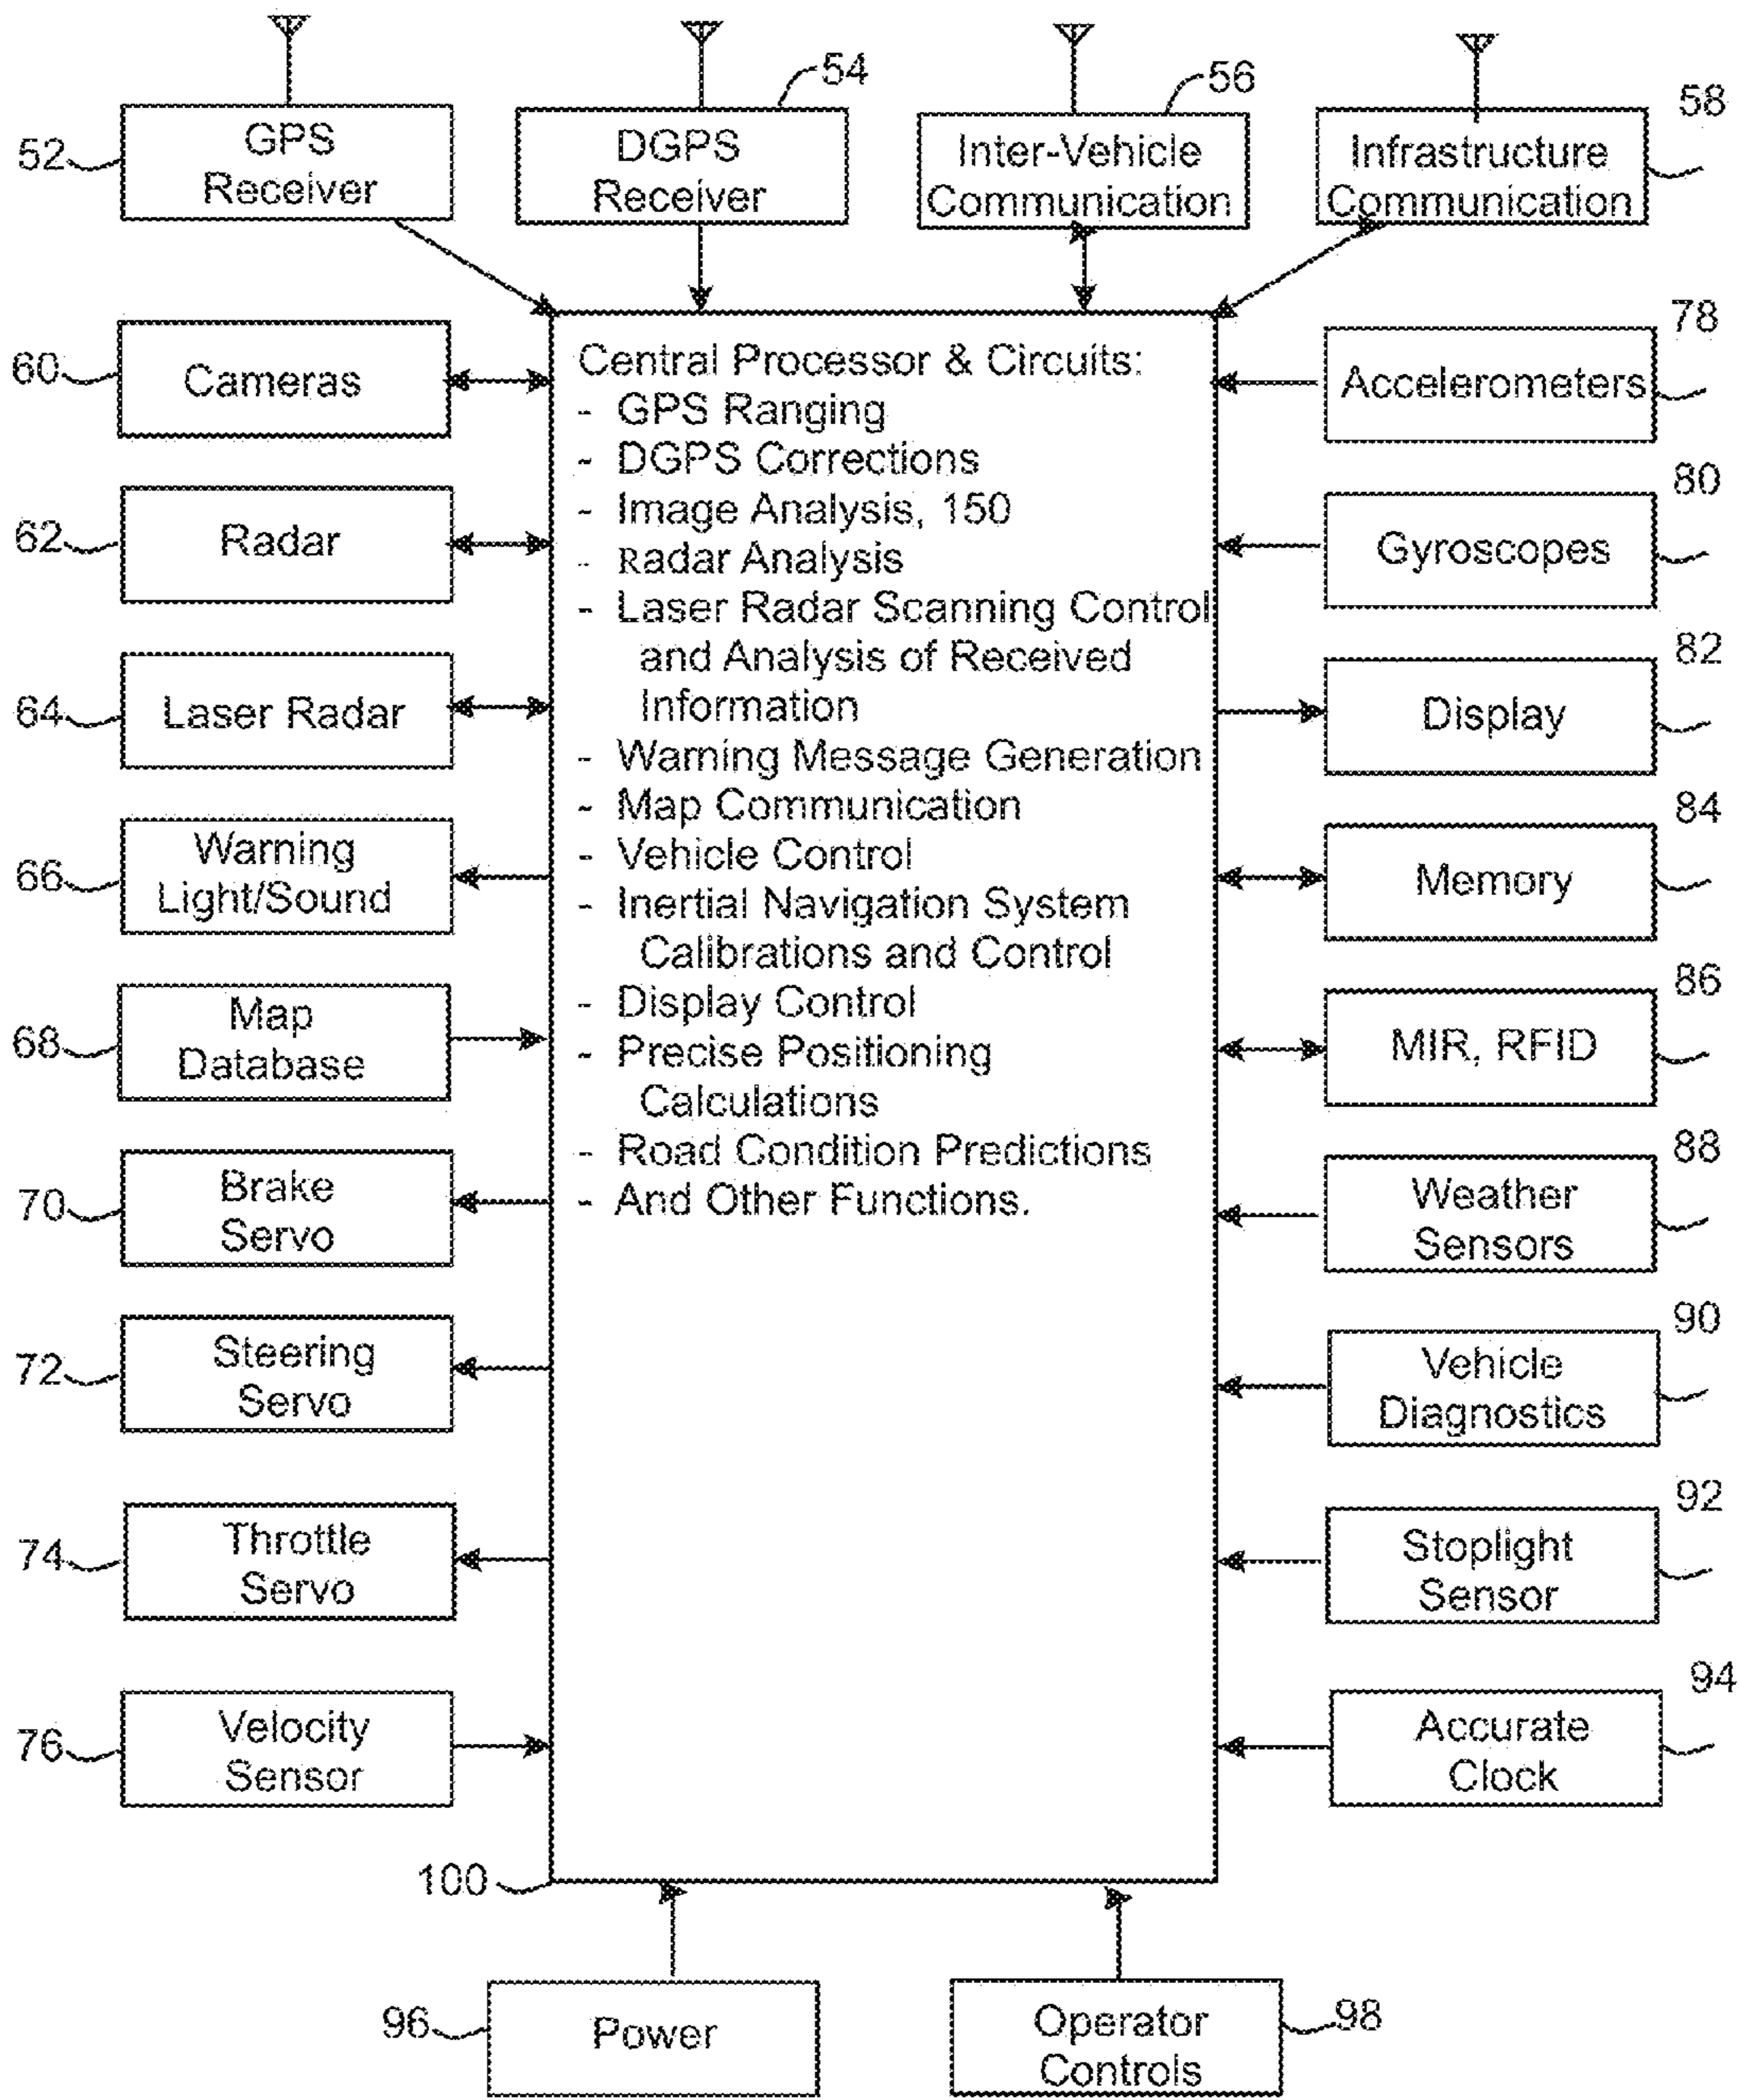 54
56
58
52
GPS
Receiver
DGPS
Receiver
Inter-Vehicle
Communication
Infrastructure
Communication
60
Cameras
62
Radar
64
Laser Radar
66
Warning
Light/Sound
68
Map
Database
70
Brake
Servo
72
Steering
Servo
74
Throttle
Servo
76
Velocity
Sensor
Central Processor & Circuits:
- GPS Ranging
- DGPS Corrections
- Image Analysis, 150
- Radar Analysis
- Laser Radar Scanning Control
and Analysis of Received
Information
- Warning Message Generation
- Map Communication
- Vehicle Control
- Inertial Navigation System
Calibrations and Control
- Display Control
- Precise Positioning
Calculations
- Road Condition Predictions
- And Other Functions.
78
Accelerometers
80
Gyroscopes
82
Display
84
Memory
86
MIR, RFID
88
Weather
Sensors
90
Vehicle
Diagnostics
92
Stoplight
Sensor
94
Accurate
Clock
100
96
Power
Operator
Controls
98